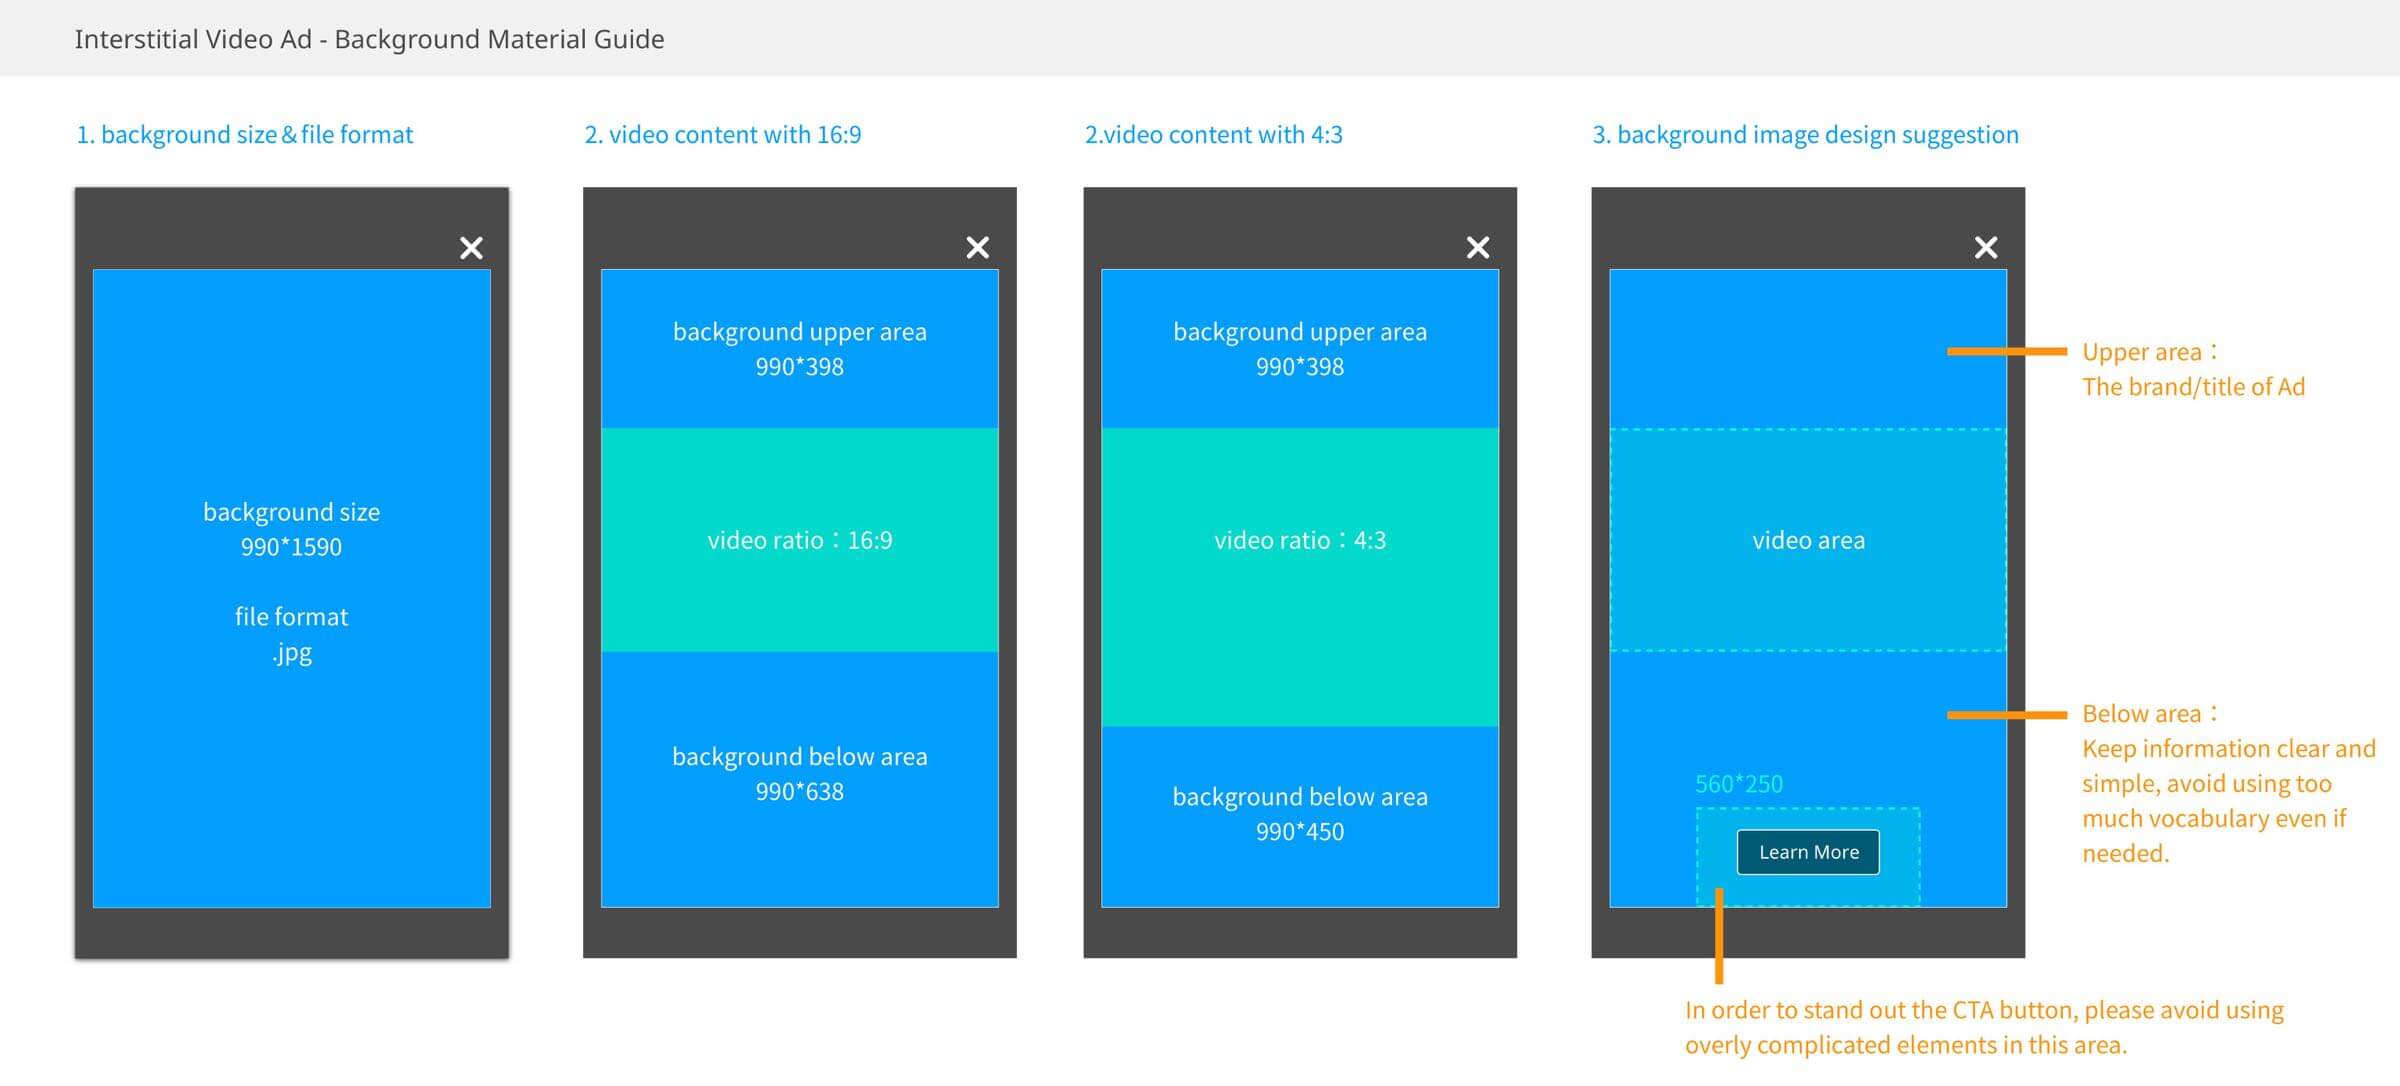 Interstitial Video Ad - Background Material Guide
1. background size & file format
background size
990*1590
file format
.jpg
2. video content with 16:9
background upper area
990*398
video ratio：16:9
background below area
990*638
2.video content with 4:3
background upper area
990*398
video ratio：4:3
background below area
990*450
3. background image design suggestion
video area
560*250
Learn More
Upper area：
The brand/title of Ad
Below area：
Keep information clear and
simple, avoid using too
much vocabulary even if
needed.
In order to stand out the CTA button, please avoid using
overly complicated elements in this area.